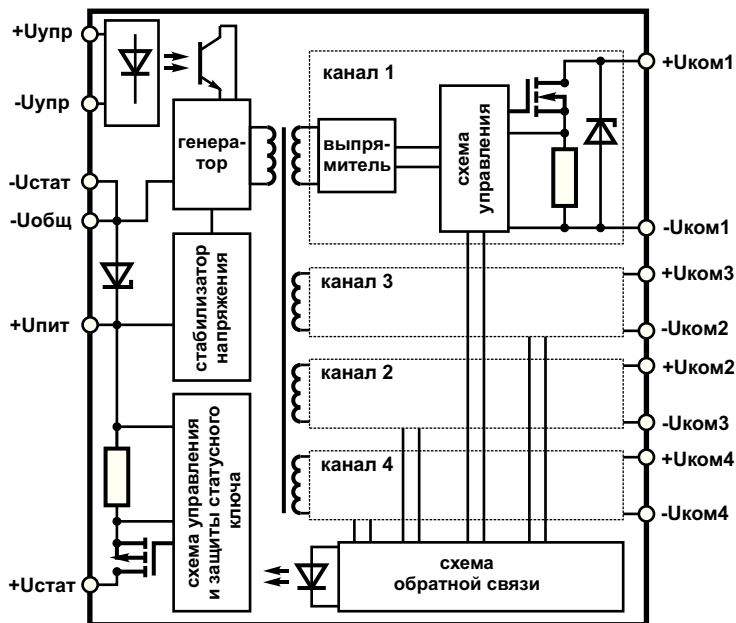 +Uупр
-Uупр
-Uстат
-Uобщ
+Uпит
+Uстат
генера-
тор
стабилизатор
напряжения
схема управления
и защиты статусного
ключа
канал 1
выпря-
митель
схема
управления
канал 3
канал 2
канал 4
схема
обратной связи
+Uком1
-Uком1
+Uком3
-Uком2
+Uком2
-Uком3
+Uком4
-Uком4